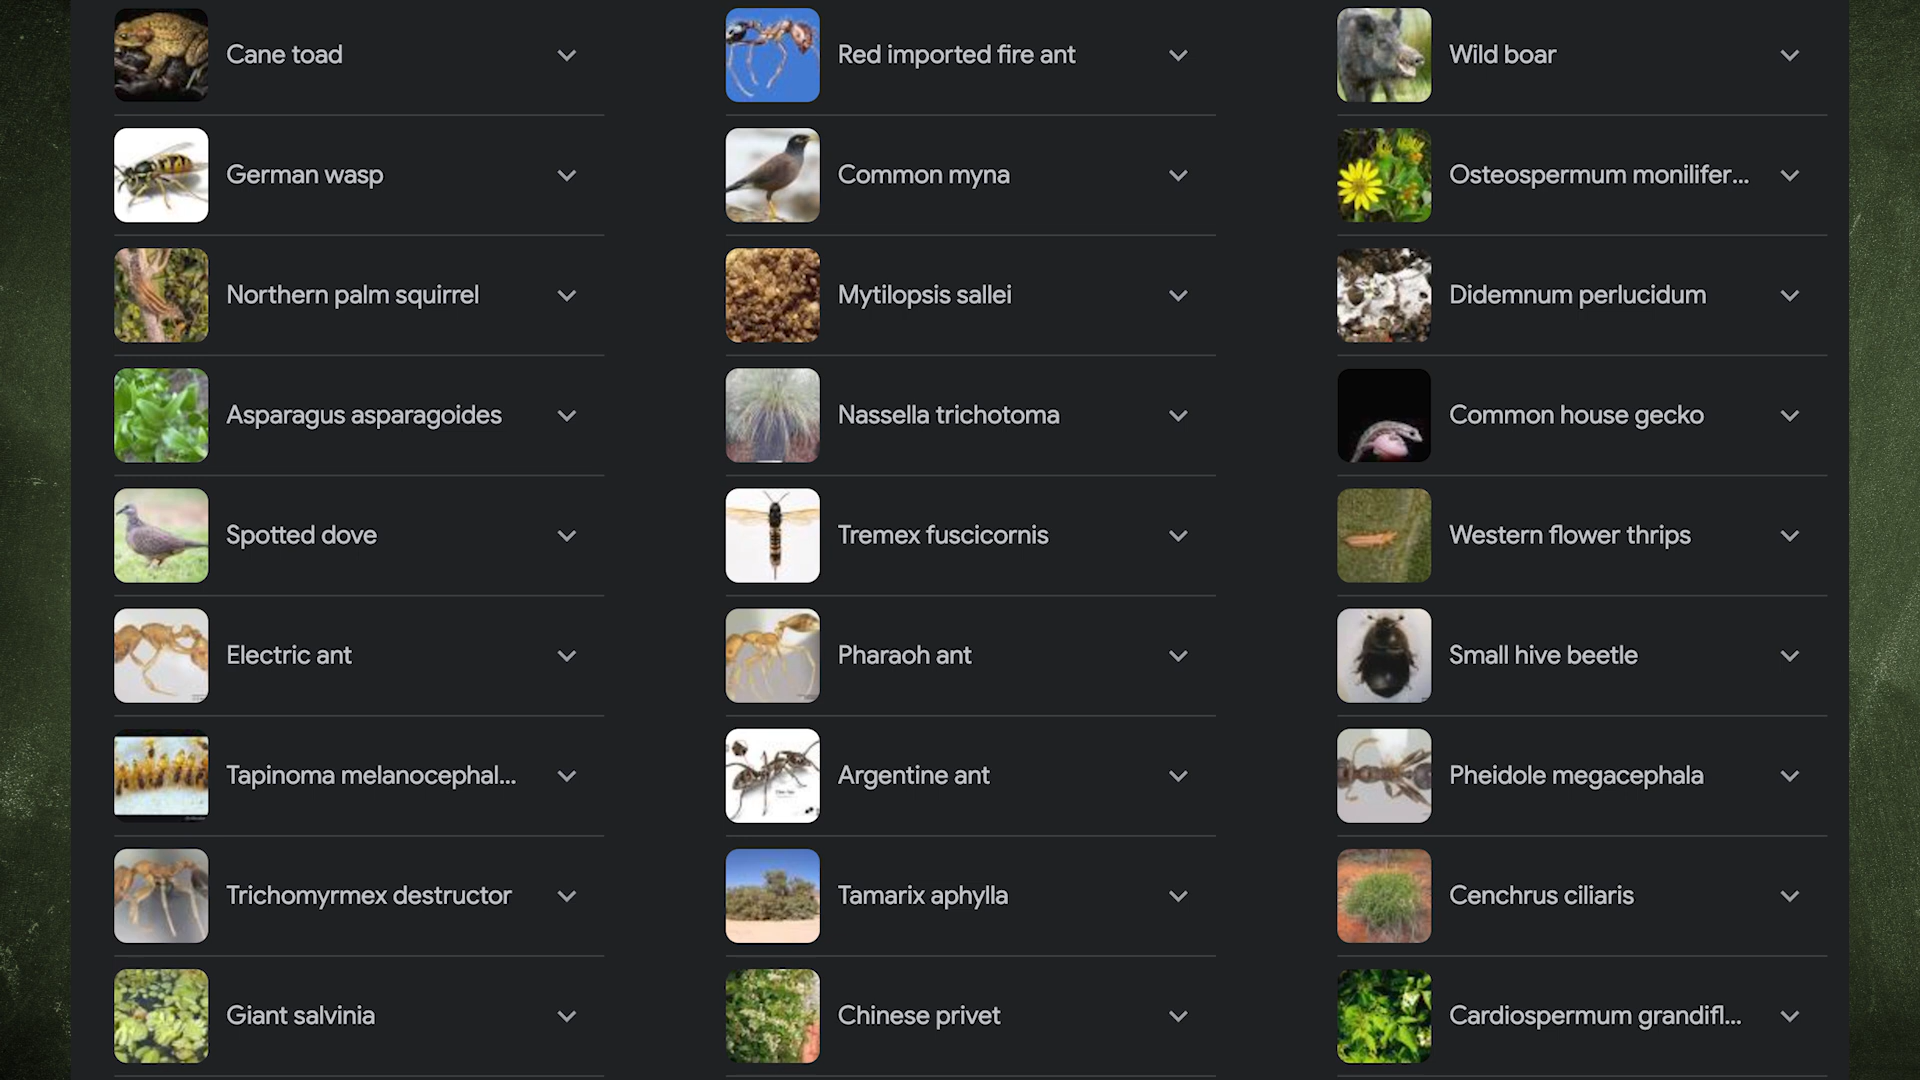 Cane toad
Red imported fire ant
Wild boar
German wasp
Common myna
Osteospermum monilifer...
Northern palm squirrel
Mytilopsis sallei
Didemnum perlucidum
Asparagus asparagoides
Nassella trichotoma
Common house gecko
Spotted dove
Tremex fuscicornis
Western flower thrips
Electric ant
Pharaoh ant
Small hive beetle
Tapinoma melanocephal...
Argentine ant
Pheidole megacephala
Trichomyrmex destructor
Tamarix aphylla
Cenchrus ciliaris
Giant salvinia
Chinese privet
Cardiospermum grandifl...